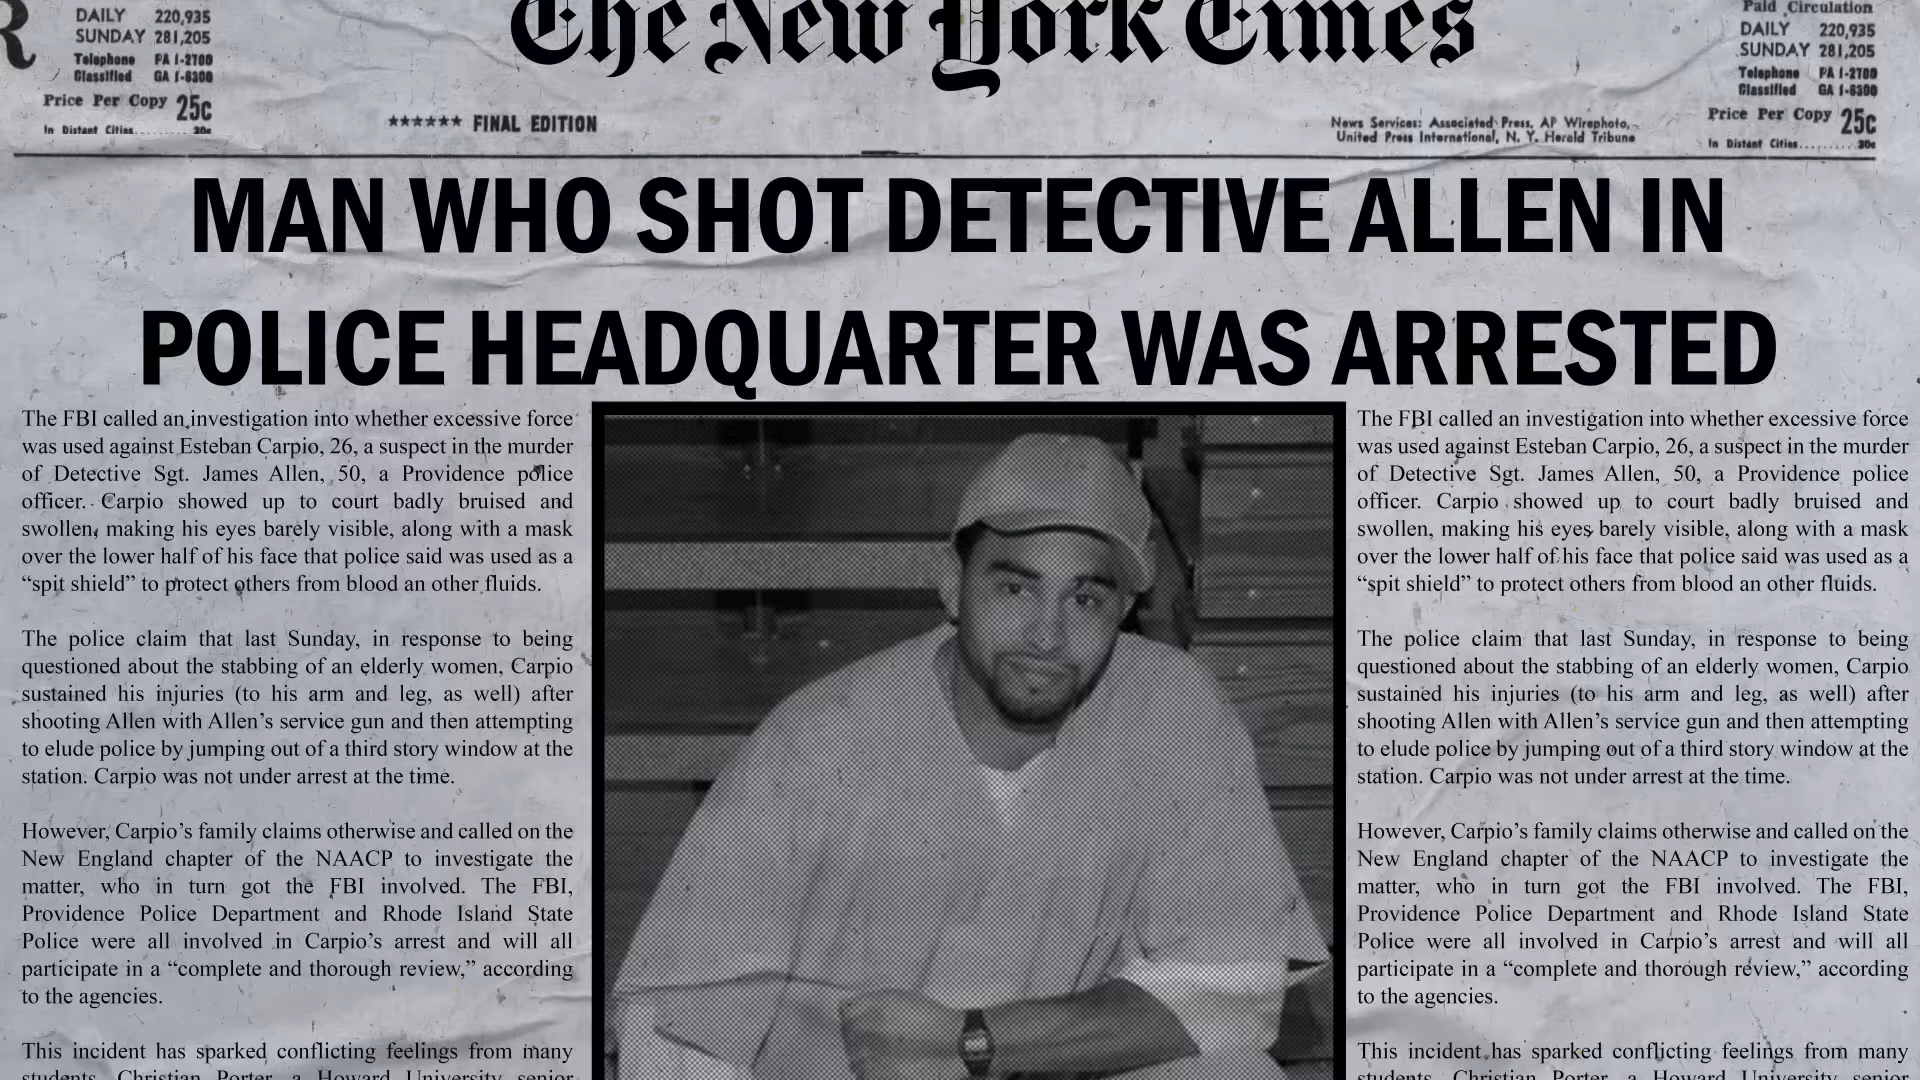 R
DAILY 220,935
SUNDAY 281,205
Telephone FA 1-2700
Classified GA 1-8300
Price Per Copy 25c
In Distant Cities.......... 30c
The New York Times
****** FINAL EDITION
News Services: Associated Press, AP Wirephoto,
United Press International, N. Y. Herald Tribune
Paid Circulation
DAILY 220,935
SUNDAY 281,205
Telephone FA 1-2700
Classified GA 1-8300
Price Per Copy 25c
In Distant Cities.......... 30c
MAN WHO SHOT DETECTIVE ALLEN IN
POLICE HEADQUARTER WAS ARRESTED
The FBI called an investigation into whether excessive force
was used against Esteban Carpio, 26, a suspect in the murder
of Detective Sgt. James Allen, 50, a Providence police
officer. Carpio showed up to court badly bruised and
swollen, making his eyes barely visible, along with a mask
over the lower half of his face that police said was used as a
“spit shield” to protect others from blood an other fluids.
The police claim that last Sunday, in response to being
questioned about the stabbing of an elderly women, Carpio
sustained his injuries (to his arm and leg, as well) after
shooting Allen with Allen’s service gun and then attempting
to elude police by jumping out of a third story window at the
station. Carpio was not under arrest at the time.
However, Carpio’s family claims otherwise and called on the
New England chapter of the NAACP to investigate the
matter, who in turn got the FBI involved. The FBI,
Providence Police Department and Rhode Island State
Police were all involved in Carpio’s arrest and will all
participate in a “complete and thorough review,” according
to the agencies.
This incident has sparked conflicting feelings from many
students. Christian Porter, a Howard University senior
The FBI called an investigation into whether excessive force
was used against Esteban Carpio, 26, a suspect in the murder
of Detective Sgt. James Allen, 50, a Providence police
officer. Carpio showed up to court badly bruised and
swollen, making his eyes barely visible, along with a mask
over the lower half of his face that police said was used as a
“spit shield” to protect others from blood an other fluids.
The police claim that last Sunday, in response to being
questioned about the stabbing of an elderly women, Carpio
sustained his injuries (to his arm and leg, as well) after
shooting Allen with Allen’s service gun and then attempting
to elude police by jumping out of a third story window at the
station. Carpio was not under arrest at the time.
However, Carpio’s family claims otherwise and called on the
New England chapter of the NAACP to investigate the
matter, who in turn got the FBI involved. The FBI,
Providence Police Department and Rhode Island State
Police were all involved in Carpio’s arrest and will all
participate in a “complete and thorough review,” according
to the agencies.
This incident has sparked conflicting feelings from many
students. Christian Porter, a Howard University senior